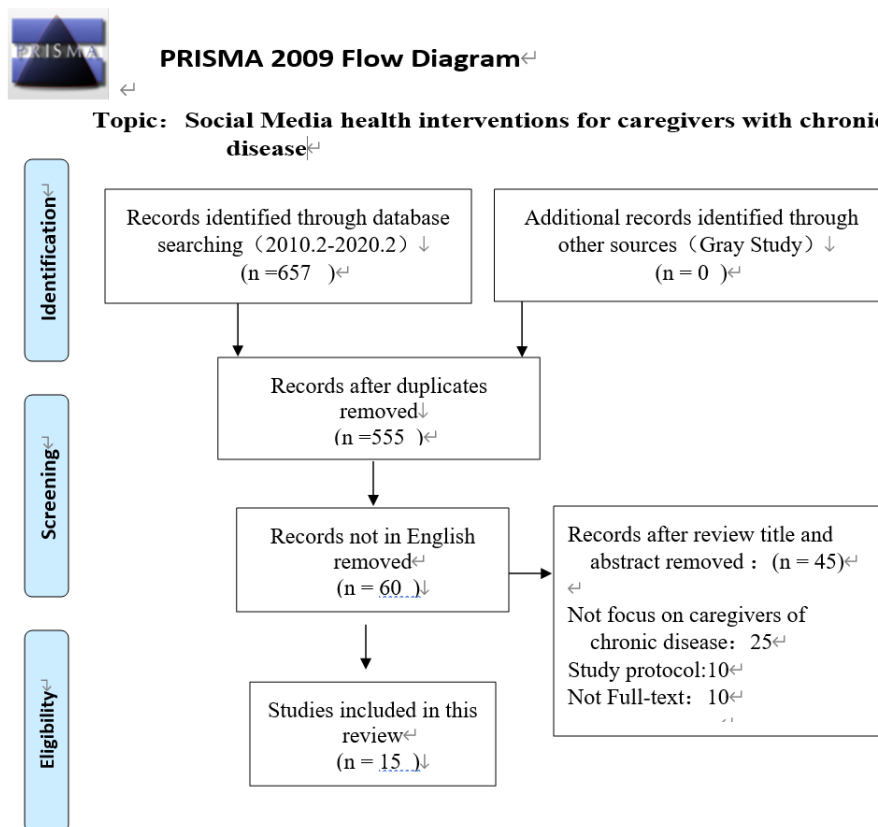 PRISMA
PRISMA 2009 Flow Diagram↵
↵
Topic： Social Media health interventions for caregivers with chronic
disease↵
Identification↵
Records identified through database
searching（2010.2-2020.2）↓
(n =657   )↵
Additional records identified through
other sources（Gray Study）↓
(n = 0  )↵
Records after duplicates
removed↓
(n =555  )↵
Screening↵
Records not in English
removed↵
(n = 60  )↓
Records after review title and
abstract removed：(n = 45)↵
↵
Not focus on caregivers of
chronic disease：25↵
Study protocol:10↵
Not Full-text：10↵
Eligibility↵
Studies included in this
review↵
(n = 15  )↓